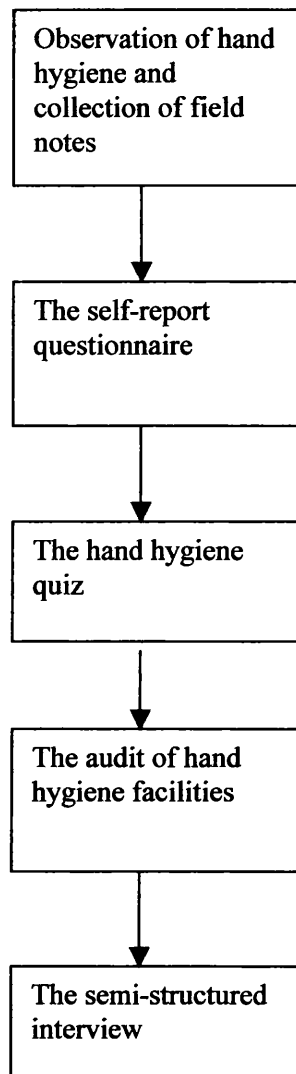 Observation of hand
hygiene and
collection of field
notes
The self-report
questionnaire
The hand hygiene
quiz
The audit of hand
hygiene facilities
The semi-structured
interview